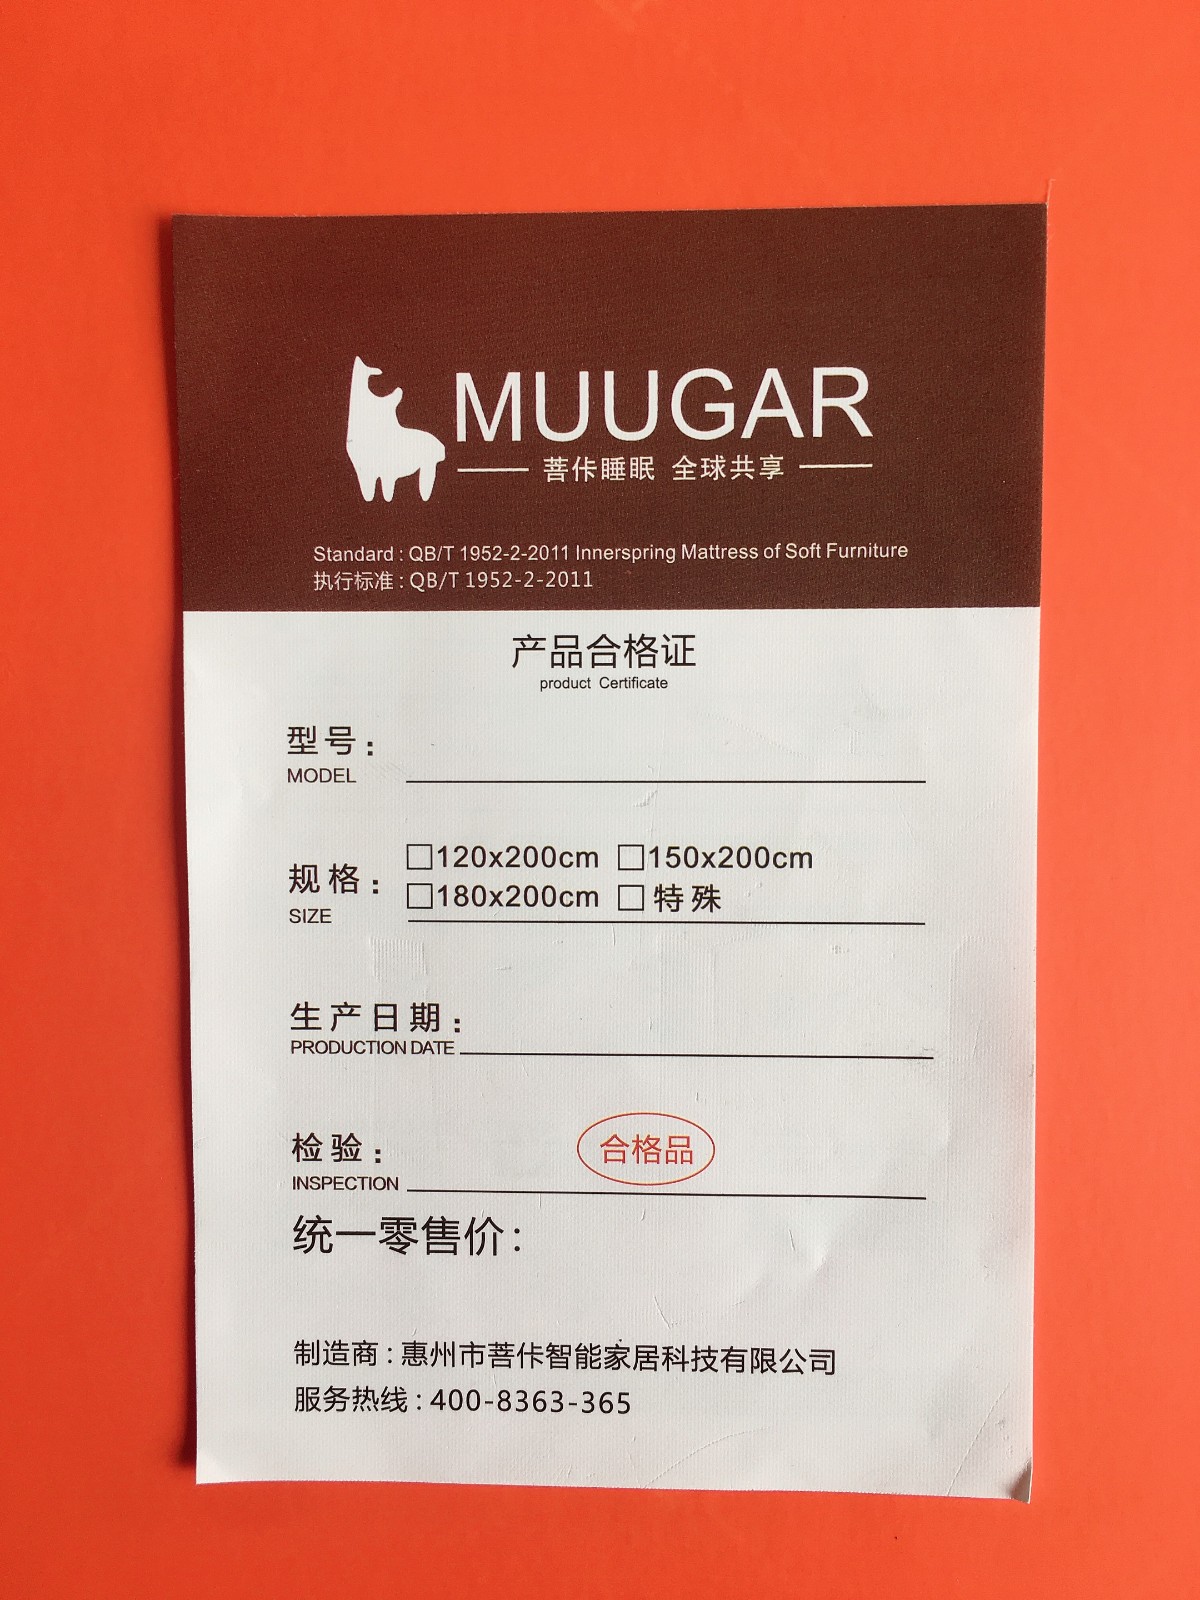 MUUGAR
菩佧睡眠 全球共享
Standard : QB/T 1952-2-2011 Innerspring Mattress of Soft Furniture
执行标准 : QB/T 1952-2-2011
产品合格证
product Certificate
型号：
MODEL
□120x200cm □150x200cm
规格：
□180x200cm □特殊
SIZE
生产日期：
PRODUCTION DATE
检验：
合格品
INSPECTION
统一零售价：
制造商 : 惠州市菩佧智能家居科技有限公司
服务热线 : 400-8363-365